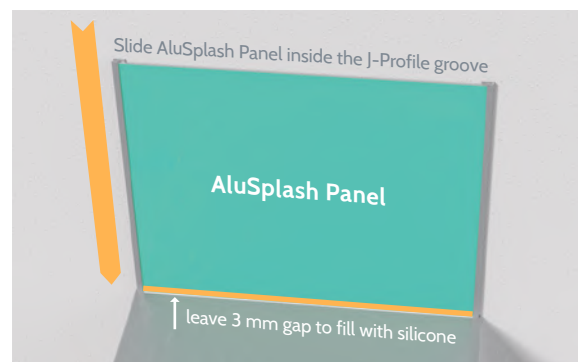 Slide AluSplash Panel inside the J-Profile groove
AluSplash Panel
leave 3 mm gap to fill with silicone